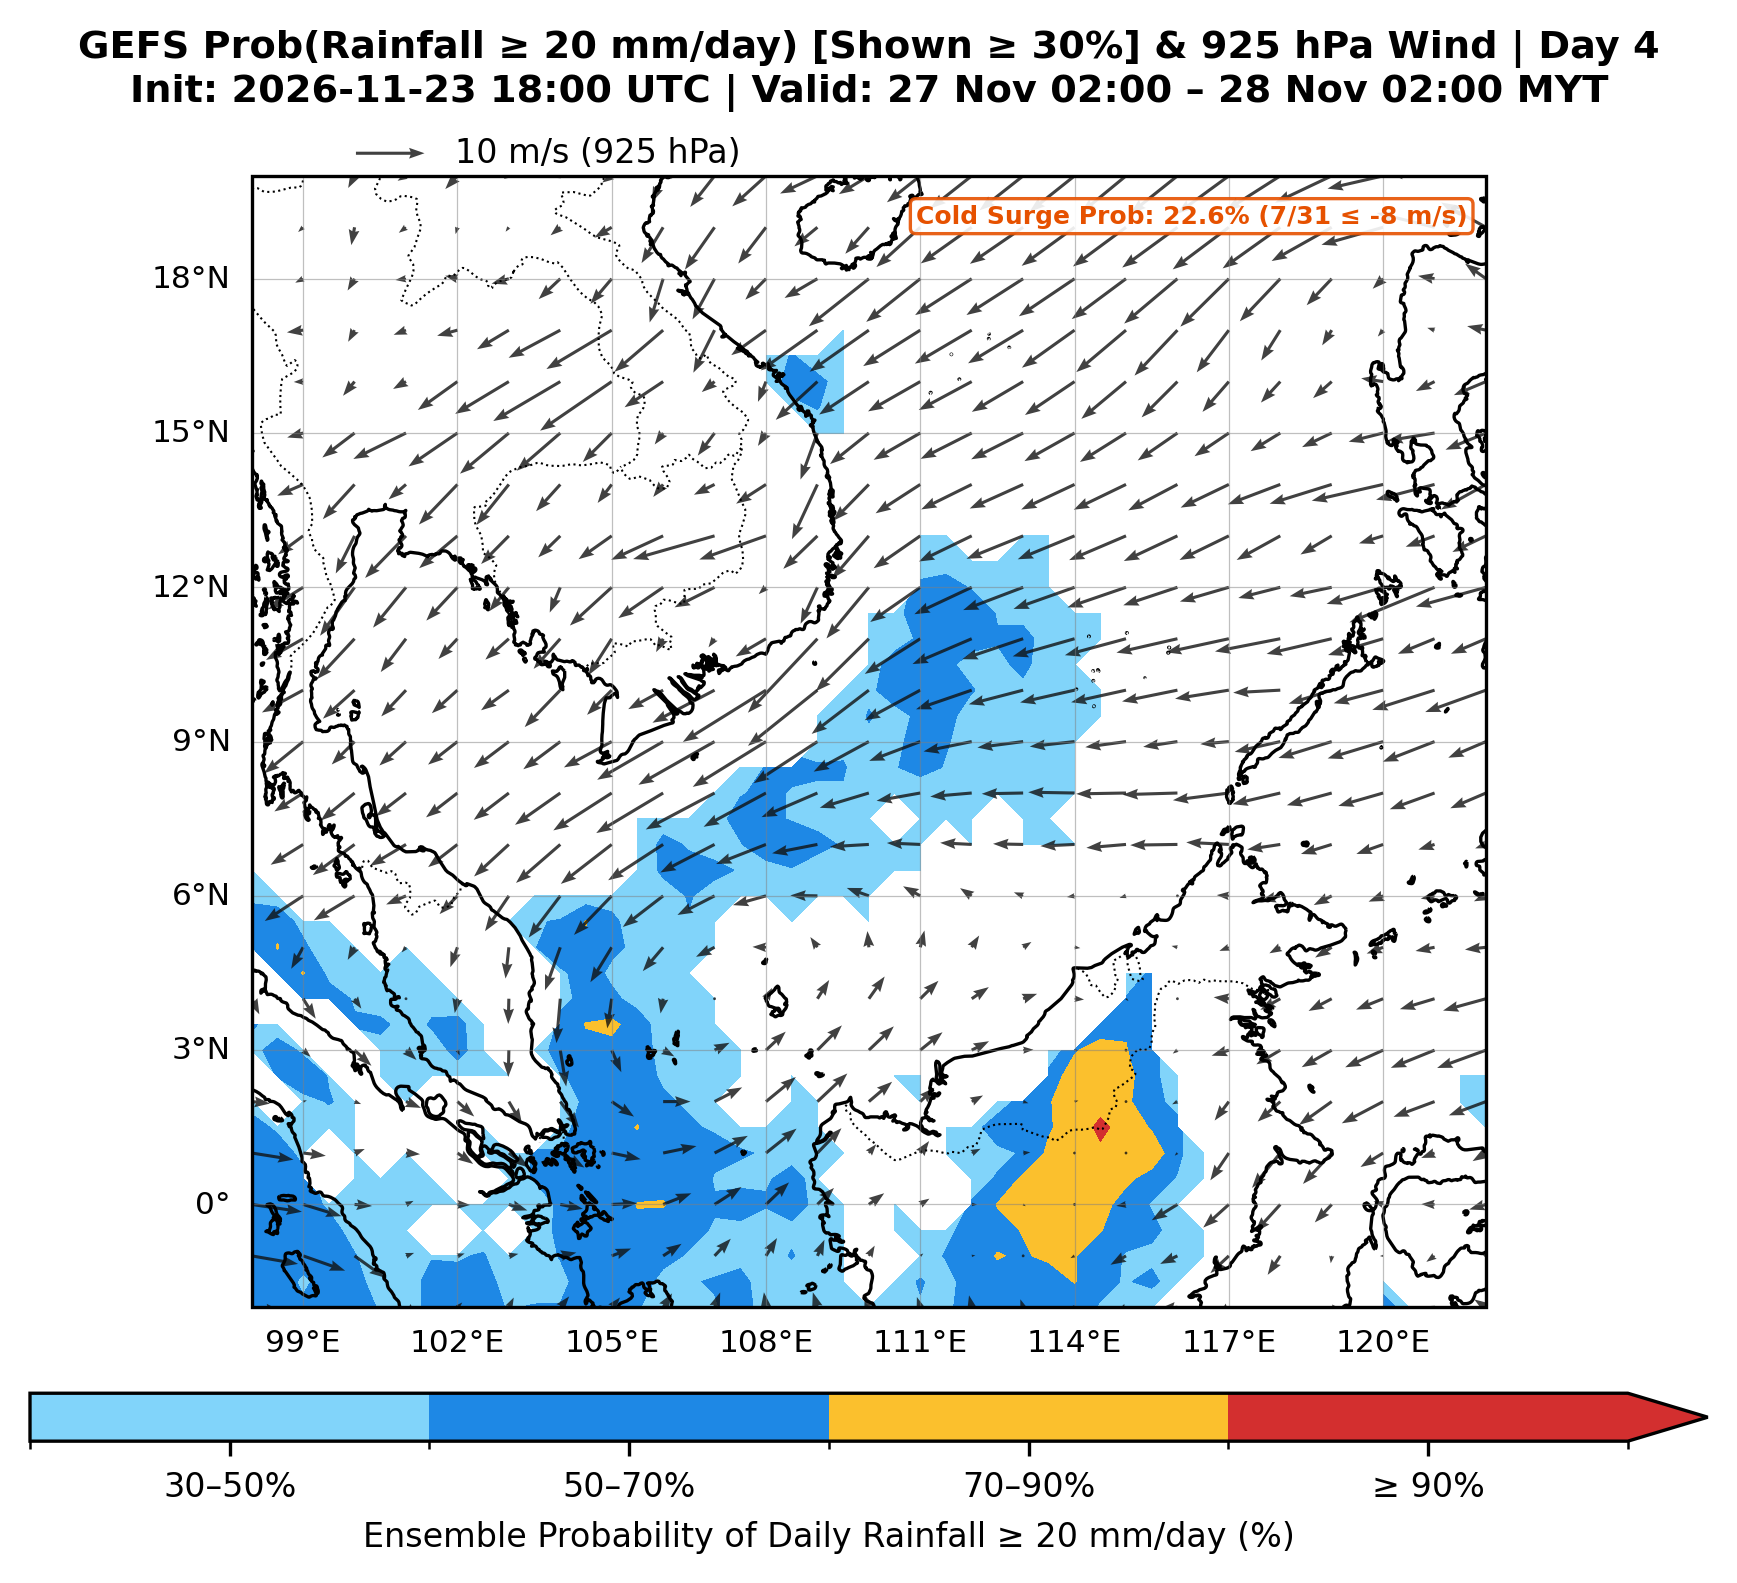 GEFS Prob(Rainfall ≥ 20 mm/day) [Shown ≥ 30%] & 925 hPa Wind | Day 4
Init: 2026-11-23 18:00 UTC | Valid: 27 Nov 02:00 – 28 Nov 02:00 MYT
10 m/s (925 hPa)
Cold Surge Prob: 22.6% (7/31 ≤ -8 m/s)
18°N
15°N
12°N
9°N
6°N
3°N
0°
99°E 102°E 105°E 108°E 111°E 114°E 117°E 120°E
30–50% 50–70% 70–90% ≥ 90%
Ensemble Probability of Daily Rainfall ≥ 20 mm/day (%)